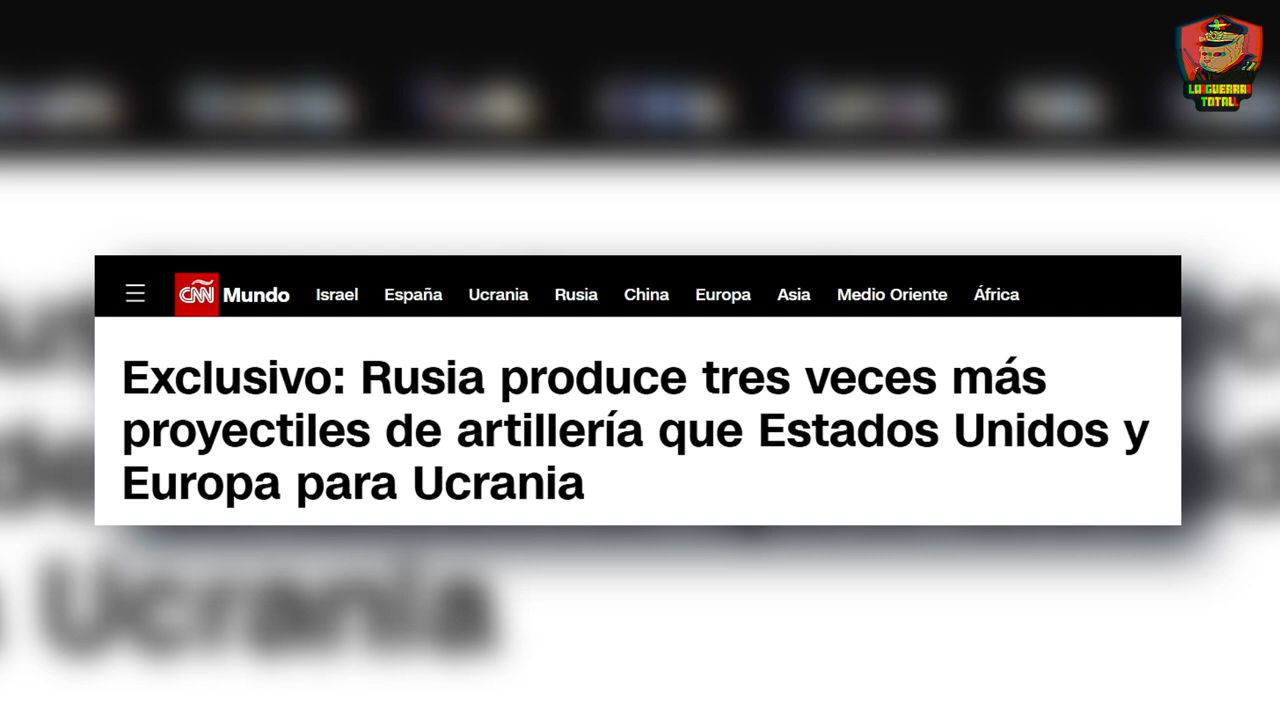 LA GUERRA
TOTAL
CNN Mundo Israel España Ucrania Rusia China Europa Asia Medio Oriente África
Exclusivo: Rusia produce tres veces más
proyectiles de artillería que Estados Unidos y
Europa para Ucrania
Ucrania